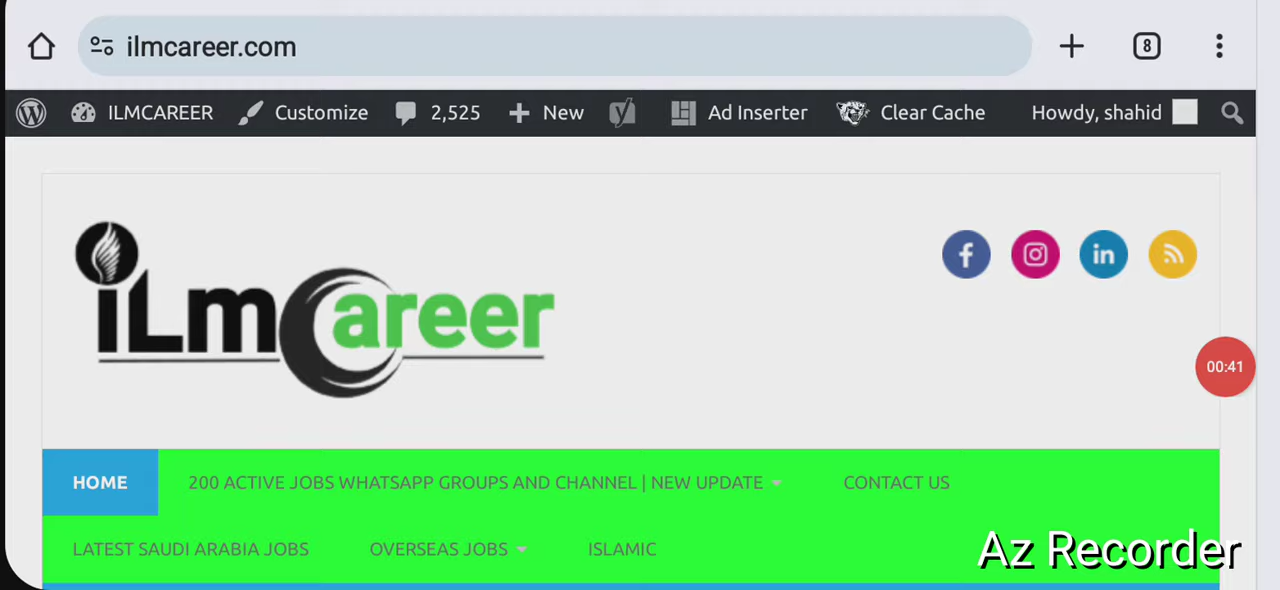 ilmcareer.com
8
ILMCAREER Customize 2,525 New Ad Inserter Clear Cache Howdy, shahid
iLmCareer
00:41
HOME 200 ACTIVE JOBS WHATSAPP GROUPS AND CHANNEL | NEW UPDATE CONTACT US
LATEST SAUDI ARABIA JOBS OVERSEAS JOBS ISLAMIC
Az Recorder